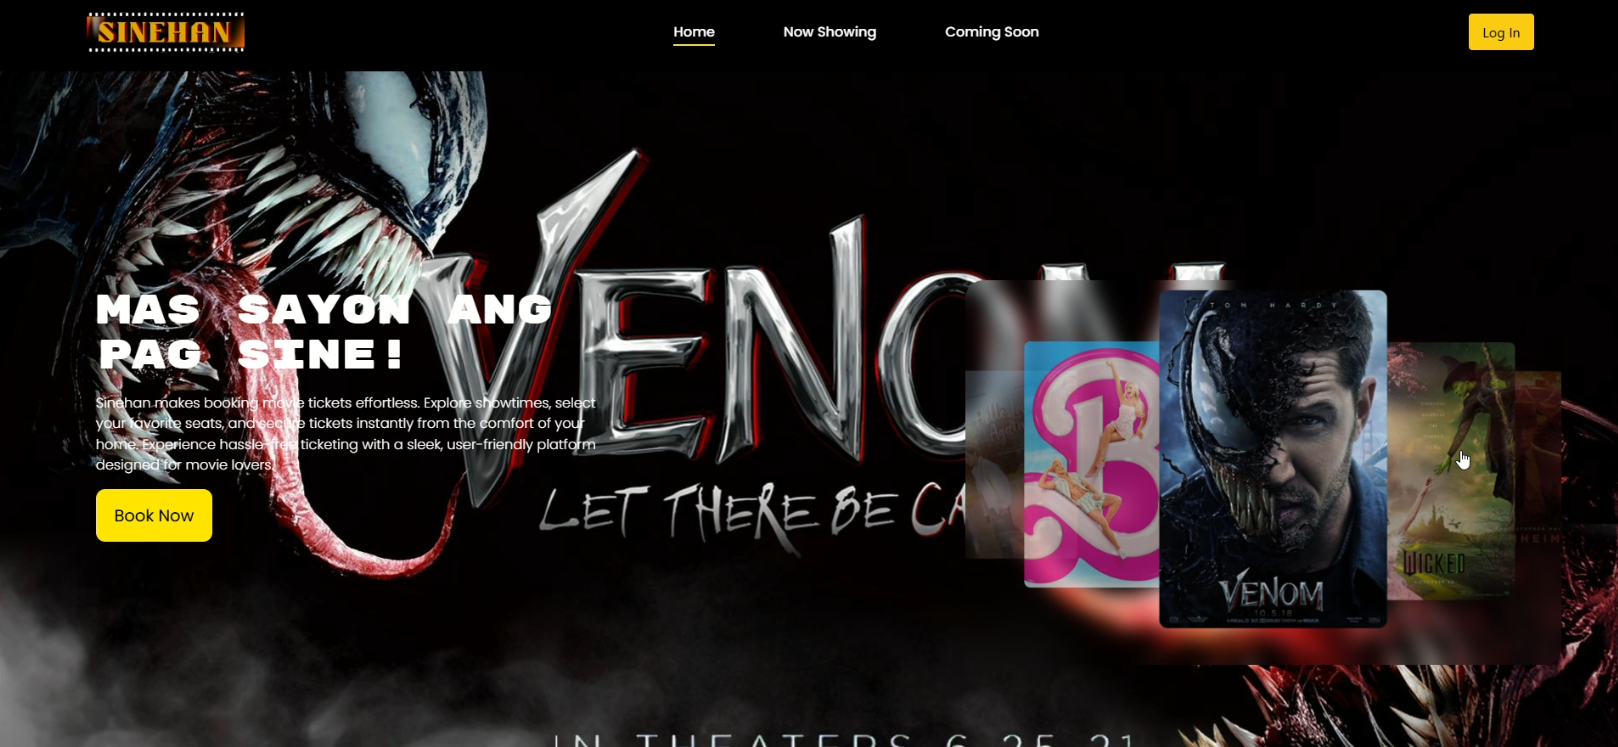 SINEHAN
Home
Now Showing
Coming Soon
Log In
VENOM
LET THERE BE CA
MAS SAYON ANG
PAG SINE!
Sinehan makes booking movie tickets effortless. Explore showtimes, select
your favorite seats, and secure tickets instantly from the comfort of your
home. Experience hassle-free ticketing with a sleek, user-friendly platform
designed for movie lovers.
Book Now
B
TOM HARDY
VENOM
10.5.18
WICKED
IN THEATERS 6.25.21